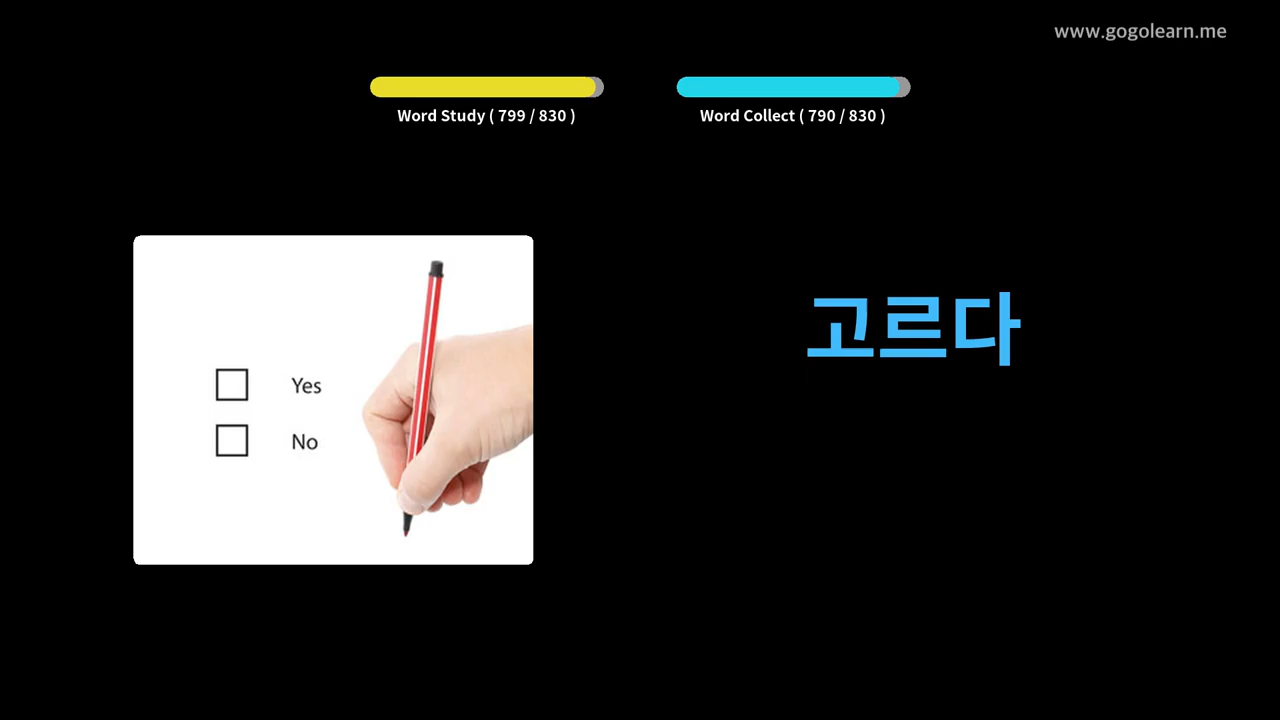 www.gogolearn.me
Word Study ( 799 / 830 )
Word Collect ( 790 / 830 )
Yes
No
고르다